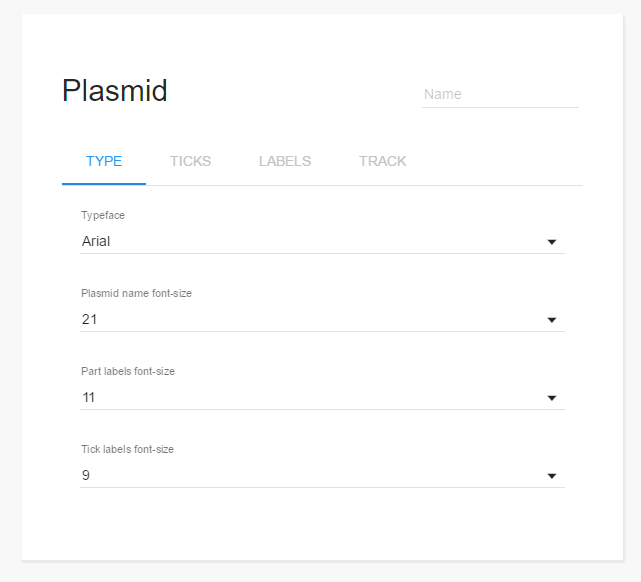 Plasmid
Name
TYPE TICKS LABELS TRACK
Typeface
Arial
Plasmid name font-size
21
Part labels font-size
11
Tick labels font-size
9